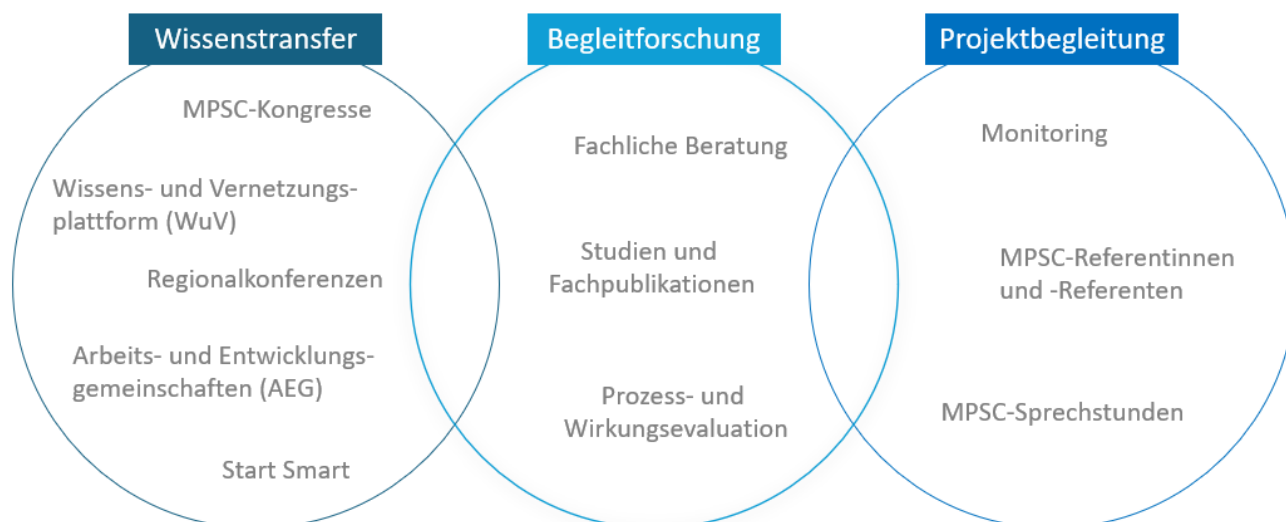 Wissenstransfer
MPSC-Kongresse
Wissens- und Vernetzungs-
plattform (WuV)
Regionalkonferenzen
Arbeits- und Entwicklungs-
gemeinschaften (AEG)
Start Smart
Begleitforschung
Fachliche Beratung
Studien und
Fachpublikationen
Prozess- und
Wirkungsevaluation
Projektbegleitung
Monitoring
MPSC-Referentinnen
und -Referenten
MPSC-Sprechstunden